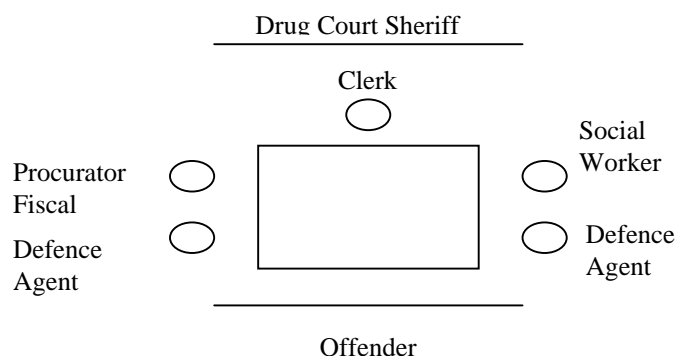 Drug Court Sheriff
Clerk
Social
Worker
Procurator
Fiscal
Defence
Agent
Defence
Agent
Offender